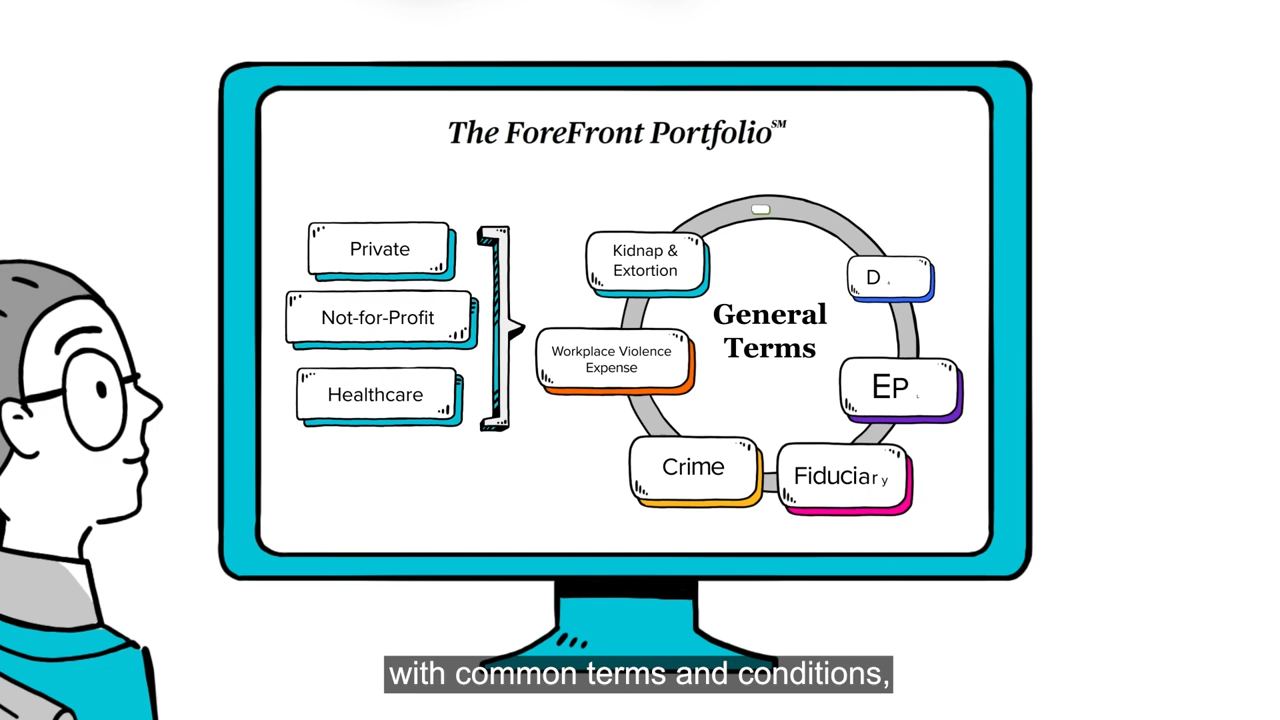 The ForeFront Portfolio℠
Private
Not-for-Profit
Healthcare
Kidnap &
Extortion
Workplace Violence
Expense
General
Terms
D
EPL
Crime
Fiduciary
with common terms and conditions,